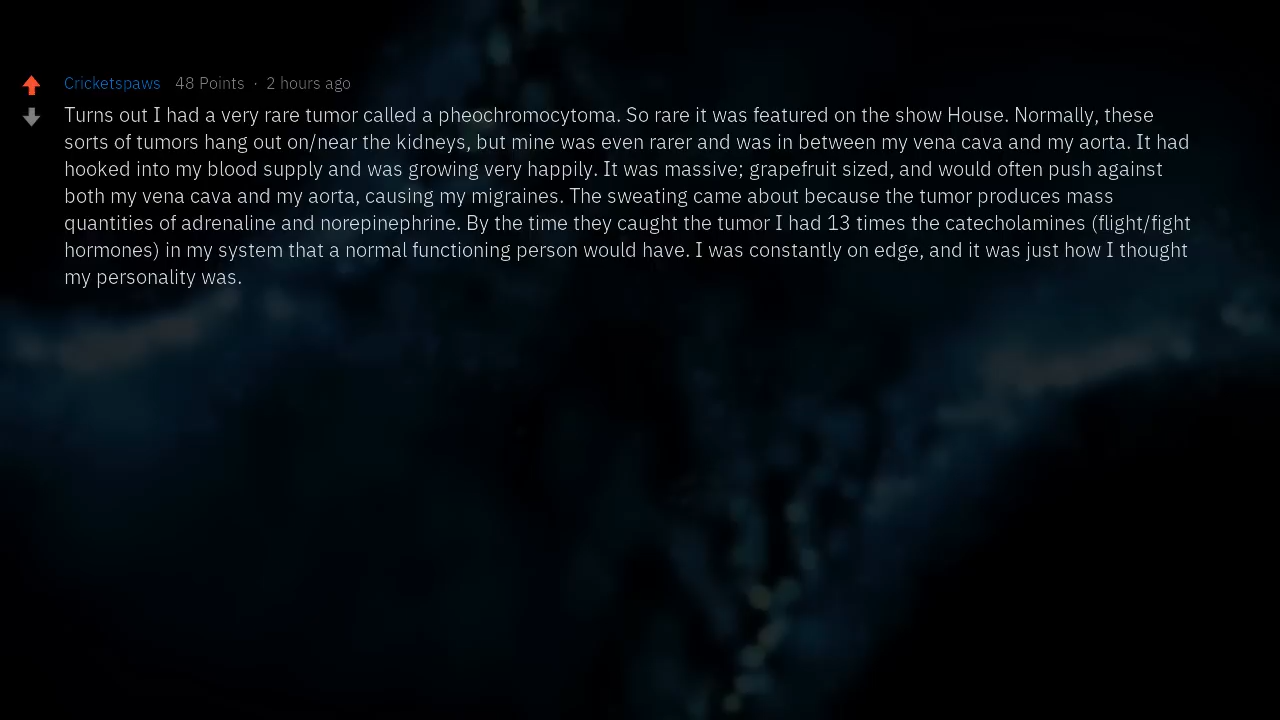 Cricketspaws 48 Points · 2 hours ago
Turns out I had a very rare tumor called a pheochromocytoma. So rare it was featured on the show House. Normally, these
sorts of tumors hang out on/near the kidneys, but mine was even rarer and was in between my vena cava and my aorta. It had
hooked into my blood supply and was growing very happily. It was massive; grapefruit sized, and would often push against
both my vena cava and my aorta, causing my migraines. The sweating came about because the tumor produces mass
quantities of adrenaline and norepinephrine. By the time they caught the tumor I had 13 times the catecholamines (flight/fight
hormones) in my system that a normal functioning person would have. I was constantly on edge, and it was just how I thought
my personality was.